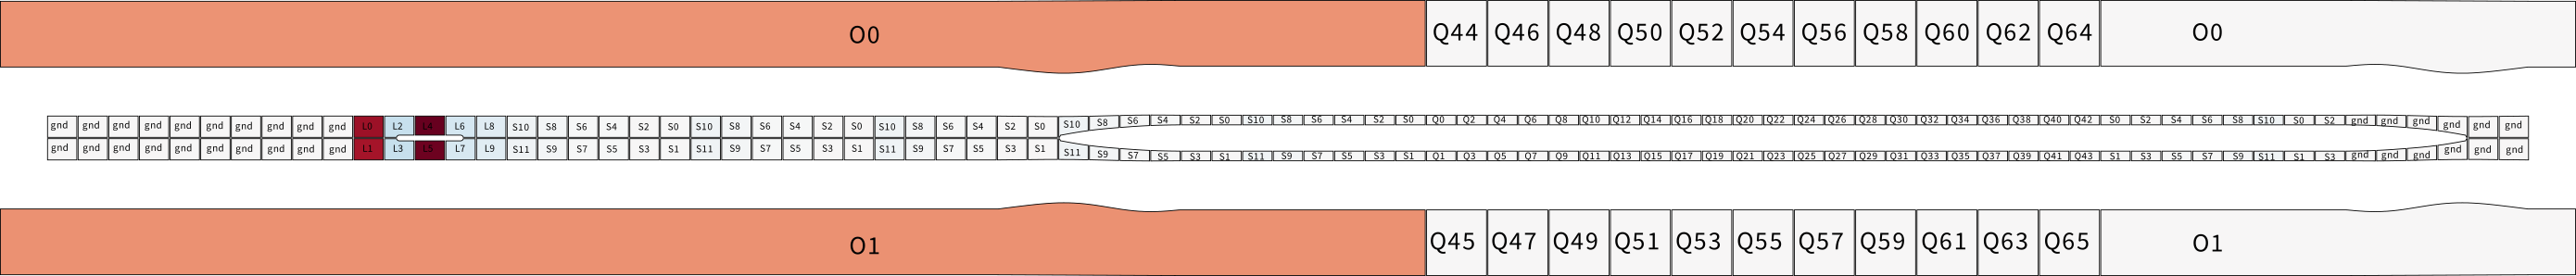 O0 Q44 Q46 Q48 Q50 Q52 Q54 Q56 Q58 Q60 Q62 Q64 O0
gnd gnd gnd gnd gnd gnd gnd gnd gnd gnd L0 L2 L4 L6 L8 S10 S8 S6 S4 S2 S0 S10 S8 S6 S4 S2 S0 S10 S8 S6 S4 S2 S0 S10 S8 S6 S4 S2 S0 S10 S8 S6 S4 S2 S0 Q0 Q2 Q4 Q6 Q8 Q10 Q12 Q14 Q16 Q18 Q20 Q22 Q24 Q26 Q28 Q30 Q32 Q34 Q36 Q38 Q40 Q42 S0 S2 S4 S6 S8 S10 S0 S2 gnd gnd gnd gnd gnd gnd
gnd gnd gnd gnd gnd gnd gnd gnd gnd gnd L1 L3 L5 L7 L9 S11 S9 S7 S5 S3 S1 S11 S9 S7 S5 S3 S1 S11 S9 S7 S5 S3 S1 S11 S9 S7 S5 S3 S1 S11 S9 S7 S5 S3 S1 Q1 Q3 Q5 Q7 Q9 Q11 Q13 Q15 Q17 Q19 Q21 Q23 Q25 Q27 Q29 Q31 Q33 Q35 Q37 Q39 Q41 Q43 S1 S3 S5 S7 S9 S11 S1 S3 gnd gnd gnd gnd gnd gnd
O1 Q45 Q47 Q49 Q51 Q53 Q55 Q57 Q59 Q61 Q63 Q65 O1